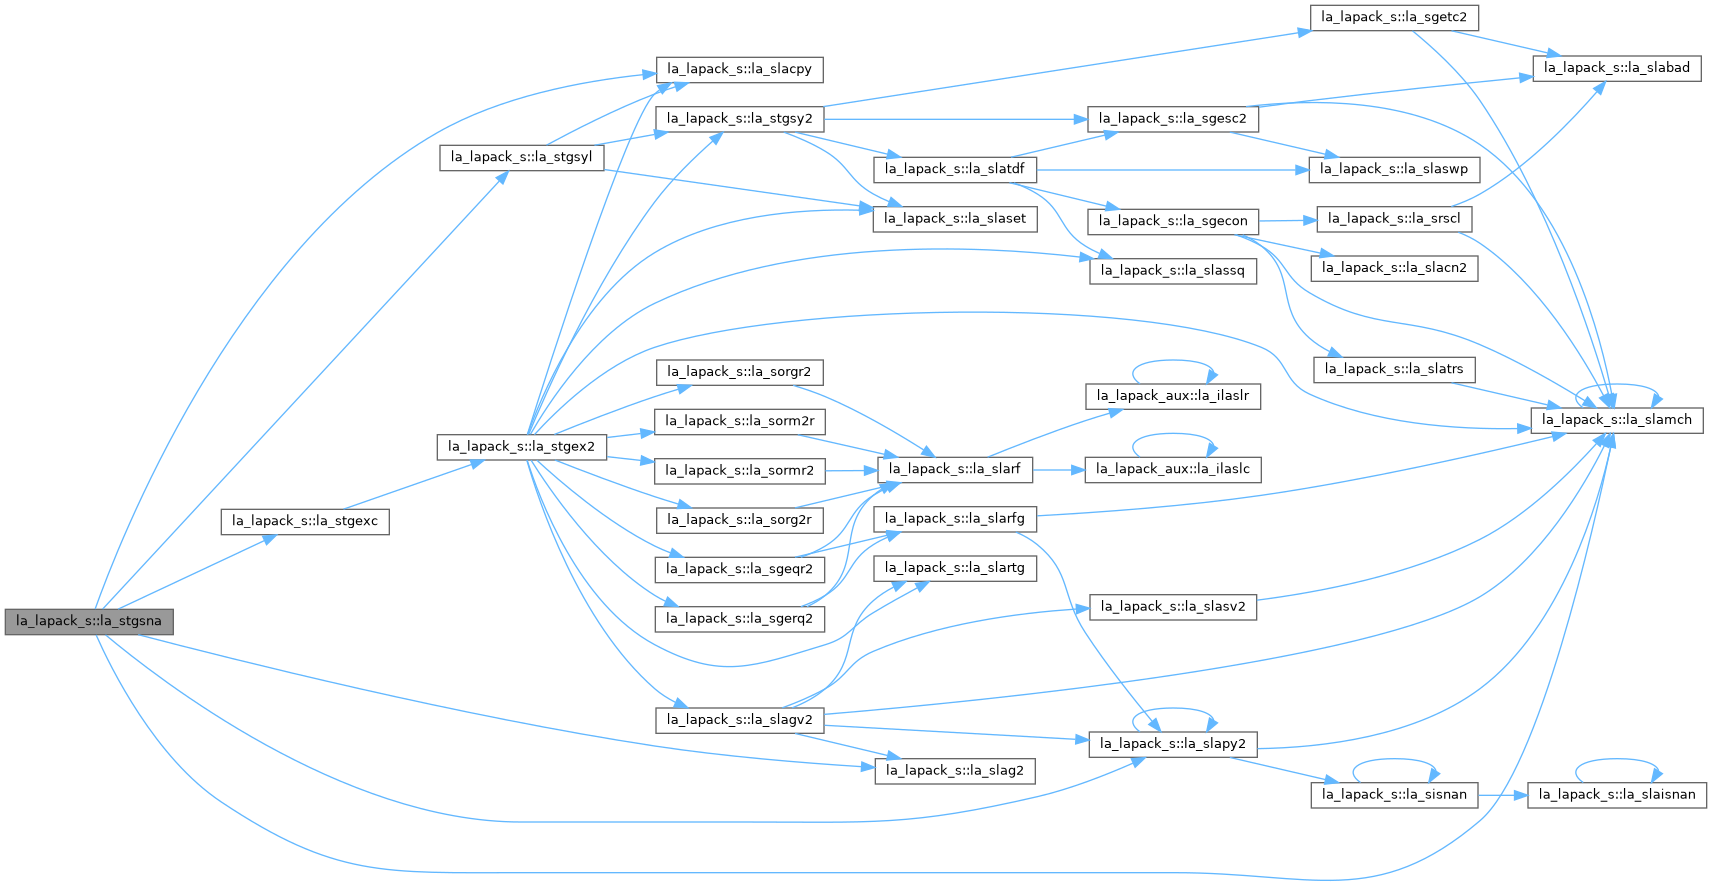 la_lapack_s::la_sgetc2
la_lapack_s::la_slacpy
la_lapack_s::la_slabad
la_lapack_s::la_stgsy2
la_lapack_s::la_sgesc2
la_lapack_s::la_stgsyl
la_lapack_s::la_slatdf
la_lapack_s::la_slaswp
la_lapack_s::la_slaset
la_lapack_s::la_sgecon
la_lapack_s::la_srscl
la_lapack_s::la_slassq
la_lapack_s::la_slacn2
la_lapack_s::la_sorgr2
la_lapack_s::la_slatrs
la_lapack_aux::la_ilaslr
la_lapack_s::la_sorm2r
la_lapack_s::la_slamch
la_lapack_s::la_stgex2
la_lapack_s::la_sormr2
la_lapack_s::la_slarf
la_lapack_aux::la_ilaslc
la_lapack_s::la_stgexc
la_lapack_s::la_sorg2r
la_lapack_s::la_slarfg
la_lapack_s::la_sgeqr2
la_lapack_s::la_slartg
la_lapack_s::la_stgsna
la_lapack_s::la_sgerq2
la_lapack_s::la_slasv2
la_lapack_s::la_slagv2
la_lapack_s::la_slapy2
la_lapack_s::la_slag2
la_lapack_s::la_sisnan
la_lapack_s::la_slaisnan